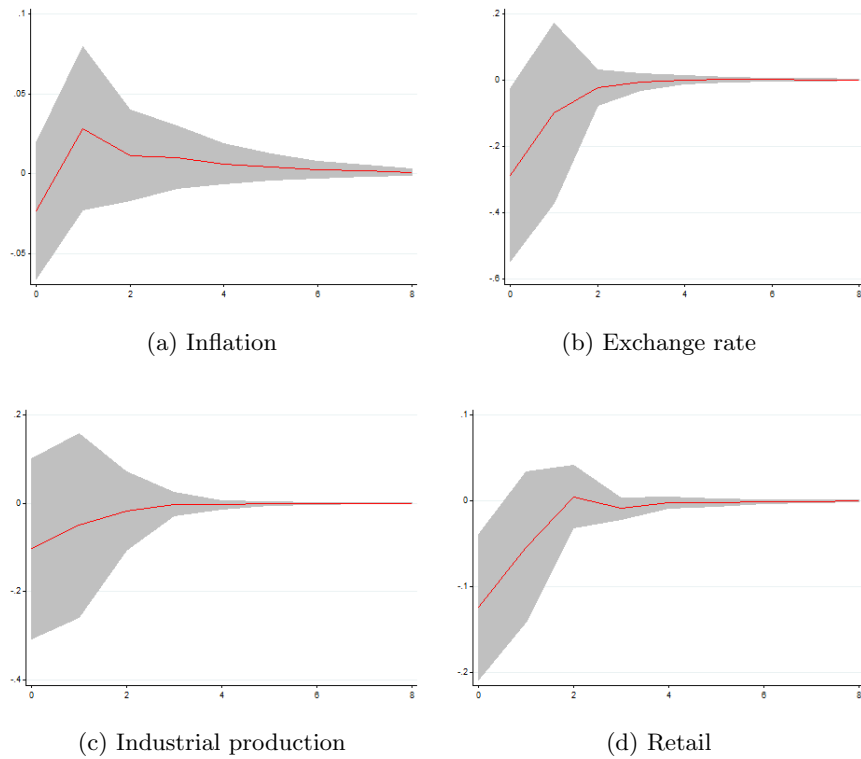 .1
.05
0
-.05
0 2 4 6 8
(a) Inflation
.2
0
-.2
-.4
-.6
0 2 4 6 8
(b) Exchange rate
.2
0
-.2
-.4
0 2 4 6 8
(c) Industrial production
.1
0
-.1
-.2
0 2 4 6 8
(d) Retail